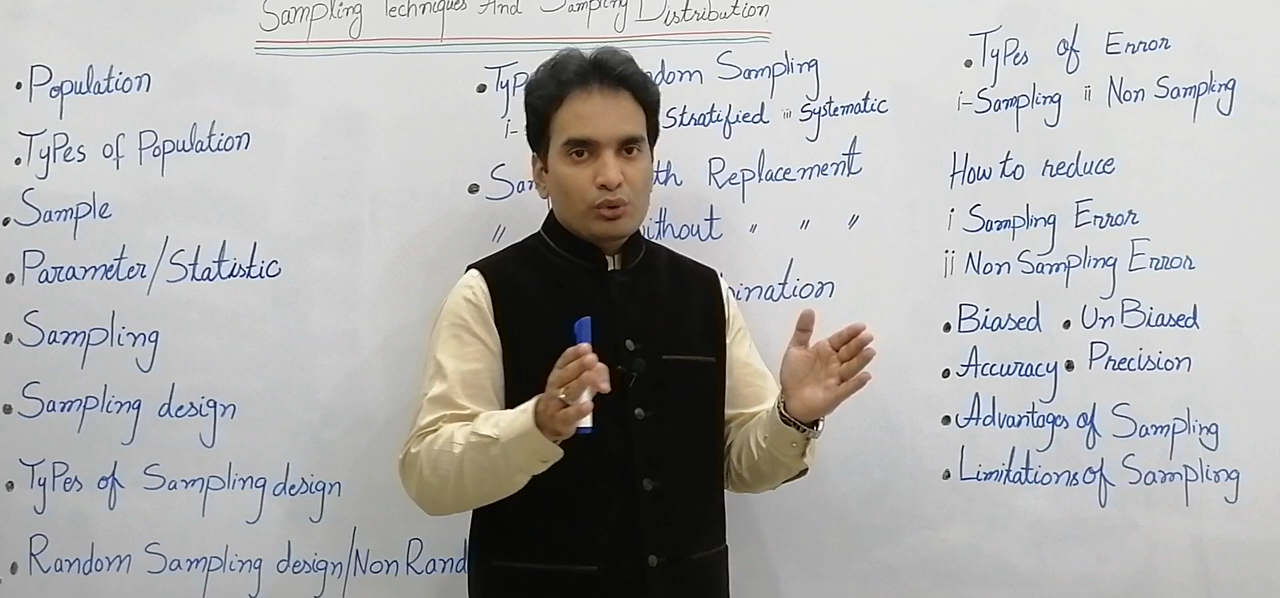 Sampling Techniques And Sampling Distribution
• Population
• Types of Population
• Sample
• Parameter/Statistic
• Sampling
• Sampling design
• Types of Sampling design
• Random Sampling design/Non Rand
• Typ dom Sampling
i- Stratified iii Systematic
• Sam th Replacement
〃 ithout 〃 〃 〃
ination
• Types of Error
i- Sampling ii Non Sampling
How to reduce
i Sampling Error
ii Non Sampling Error
• Biased • UnBiased
• Accuracy • Precision
• Advantages of Sampling
• Limitations of Sampling